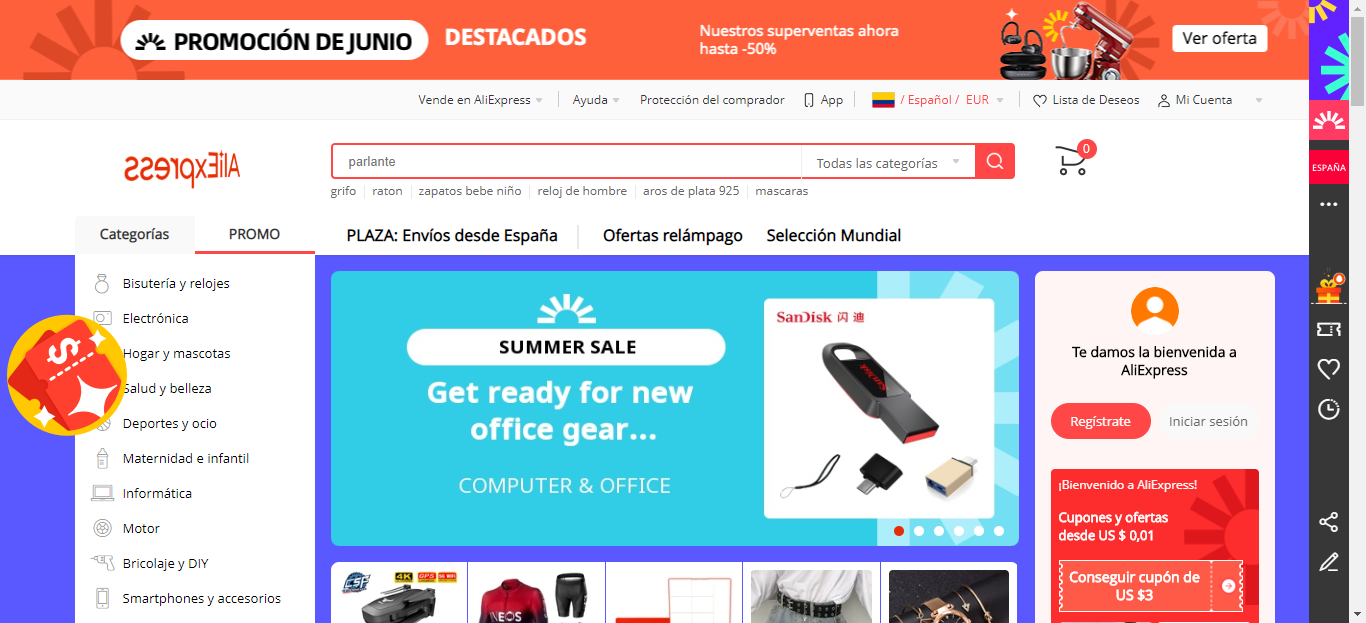 PROMOCIÓN DE JUNIO
DESTACADOS
Nuestros superventas ahora
hasta -50%
Ver oferta
Vende en AliExpress
Ayuda
Protección del comprador
App
/ Español / EUR
Lista de Deseos
Mi Cuenta
AliExpress
parlante
Todas las categorías
0
ESPAÑA
grifo
raton
zapatos bebe niño
reloj de hombre
aros de plata 925
mascaras
Categorías
PROMO
PLAZA: Envíos desde España
Ofertas relámpago
Selección Mundial
Bisutería y relojes
Electrónica
Hogar y mascotas
Salud y belleza
Deportes y ocio
Maternidad e infantil
Informática
Motor
Bricolaje y DIY
Smartphones y accesorios
$
SUMMER SALE
Get ready for new
office gear...
COMPUTER & OFFICE
SanDisk 闪迪
Te damos la bienvenida a
AliExpress
Regístrate
Iniciar sesión
¡Bienvenido a AliExpress!
Cupones y ofertas
desde US $ 0,01
Conseguir cupón de
US $3
4K GPS 5G WIFI
INEOS